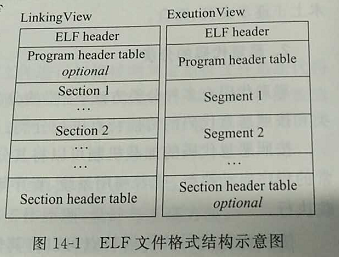 LinkingView
ELF header
Program header table
optional
Section 1
…
Section 2
…
…
Section header table
ExeutionView
ELF header
Program header table
Segment 1
Segment 2
…
Section header table
optional
图 14-1 ELF 文件格式结构示意图